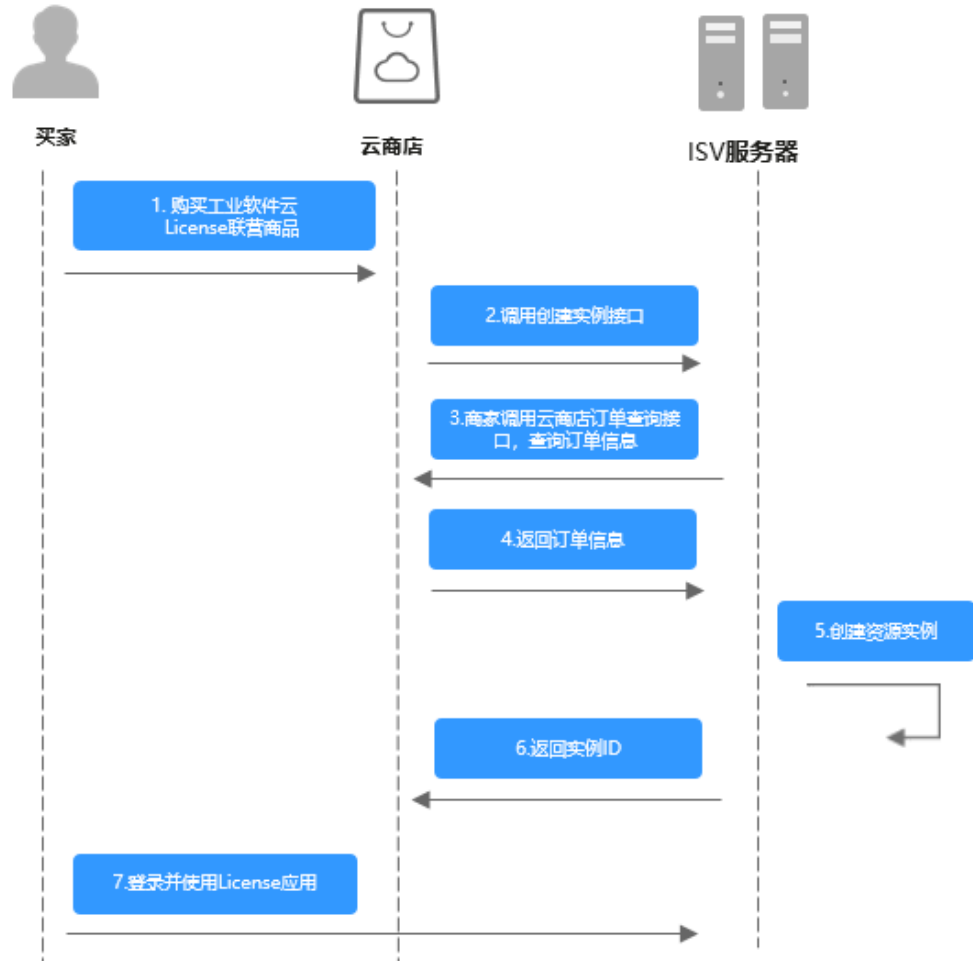 买家
云商店
ISV服务器
1. 购买工业软件云
License联营商品
2.调用创建实例接口
3.商家调用云商店订单查询接
口，查询订单信息
4.返回订单信息
5.创建资源实例
6.返回实例ID
7.登录并使用License应用